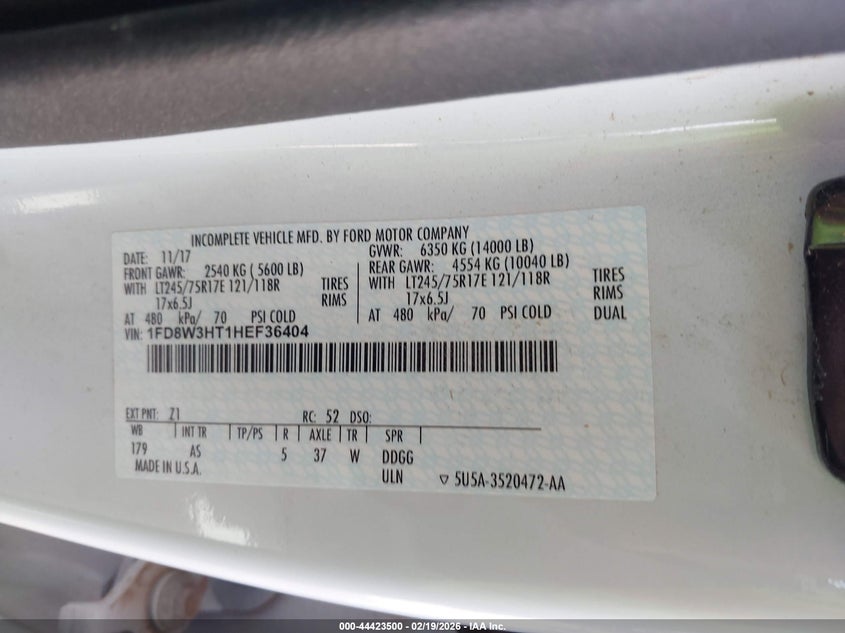 INCOMPLETE VEHICLE MFD. BY FORD MOTOR COMPANY
DATE: 11/17 GVWR: 6350 KG (14000 LB)
FRONT GAWR: 2540 KG ( 5600 LB) REAR GAWR: 4554 KG (10040 LB)
WITH LT245/75R17E 121/118R TIRES WITH LT245/75R17E 121/118R TIRES
17x6.5J RIMS 17x6.5J RIMS
AT 480 kPa/ 70 PSI COLD AT 480 kPa/ 70 PSI COLD DUAL
VIN: 1FD8W3HT1HEF36404
EXT PNT: Z1 RC: 52 DSO:
WB INT TR TP/PS R AXLE TR SPR
179 AS 5 37 W DDGG
MADE IN U.S.A. ULN ▽ 5U5A-3520472-AA
000-44423500 - 02/19/2026 - IAA Inc.